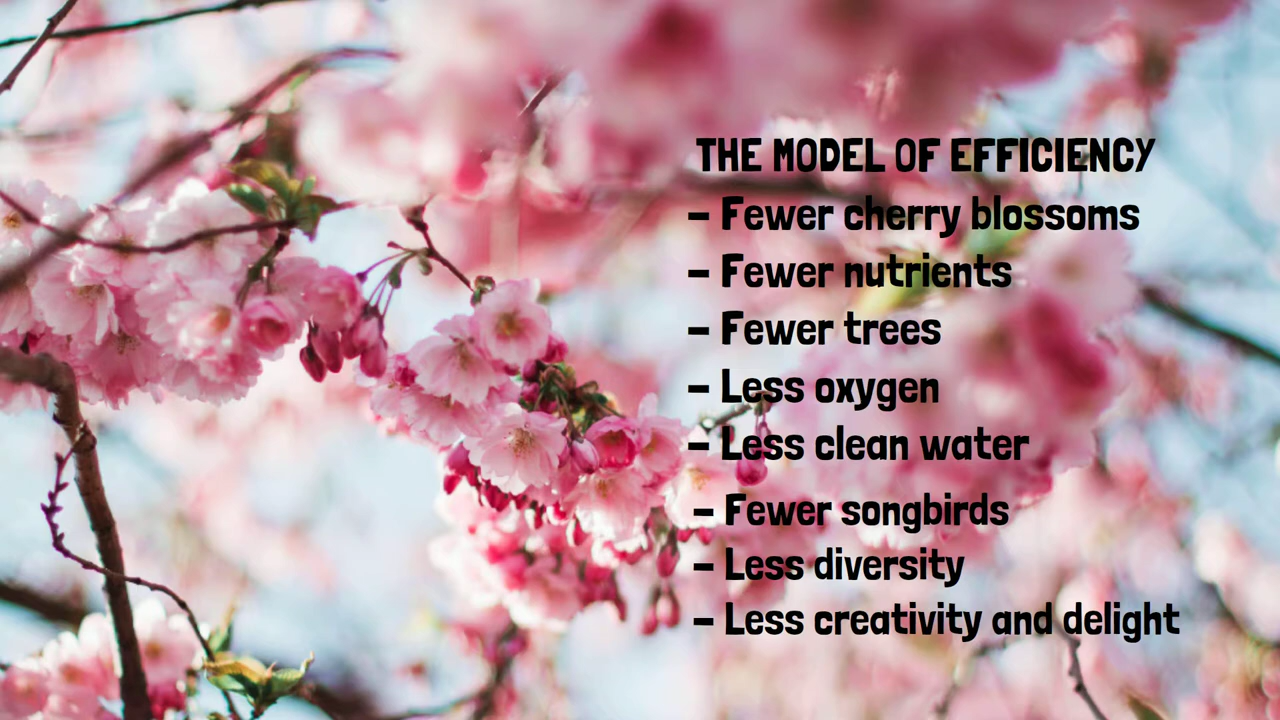 THE MODEL OF EFFICIENCY
– Fewer cherry blossoms
– Fewer nutrients
– Fewer trees
– Less oxygen
– Less clean water
– Fewer songbirds
– Less diversity
– Less creativity and delight